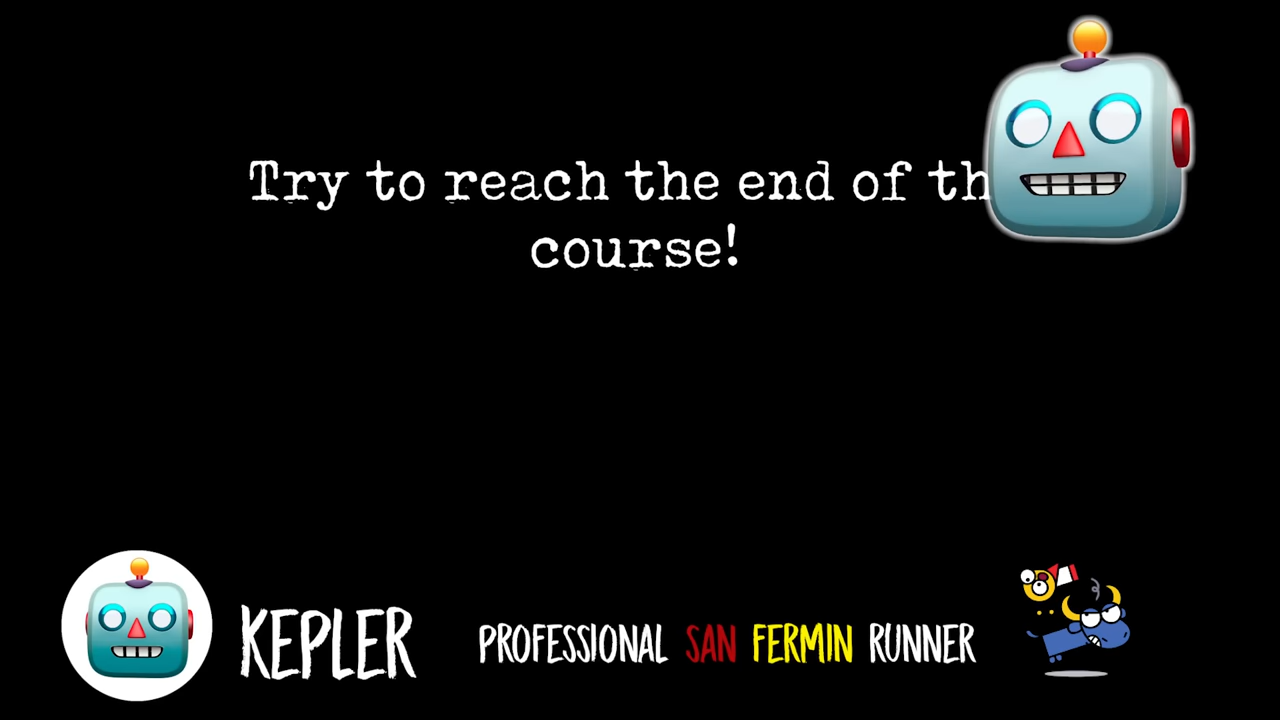 Try to reach the end of th
course!
KEPLER
PROFESSIONAL SAN FERMIN RUNNER